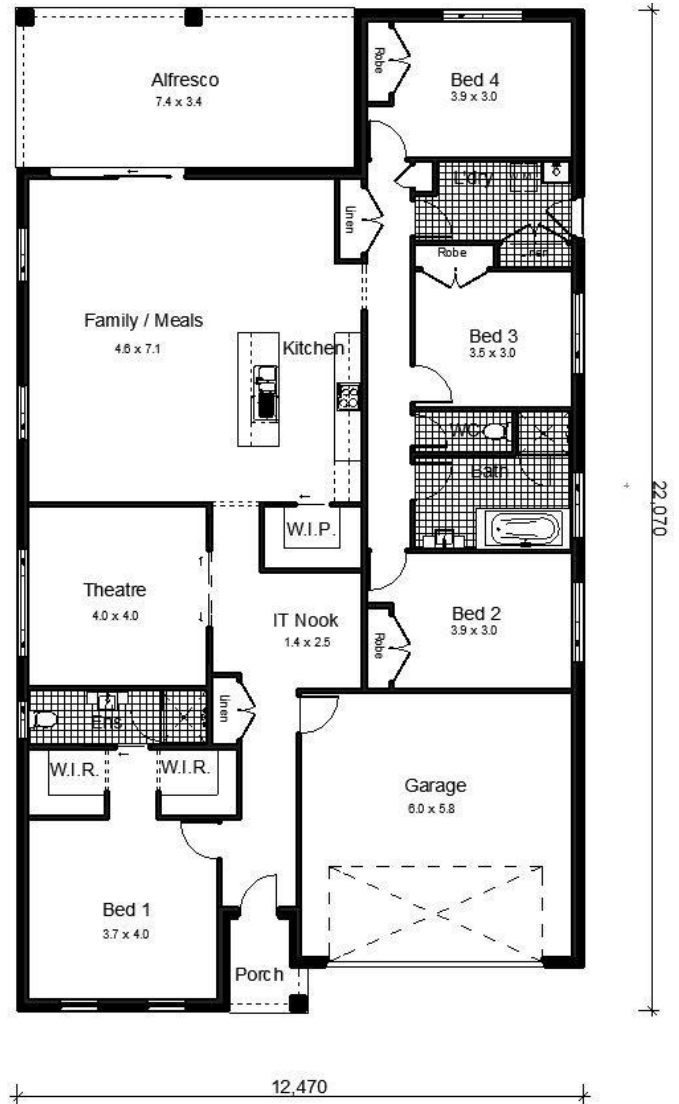 Alfresco
7.4 x 3.4
Robe
Bed 4
3.9 x 3.0
Linen
L'dry
W.M
Robe
Linen
Family / Meals
4.6 x 7.1
Kitchen
Bed 3
3.5 x 3.0
WC
Bath
W.I.P.
Theatre
4.0 x 4.0
IT Nook
1.4 x 2.5
Bed 2
3.9 x 3.0
Robe
Linen
Ens
W.I.R.
W.I.R.
Garage
6.0 x 5.8
Bed 1
3.7 x 4.0
Porch
22,070
12,470